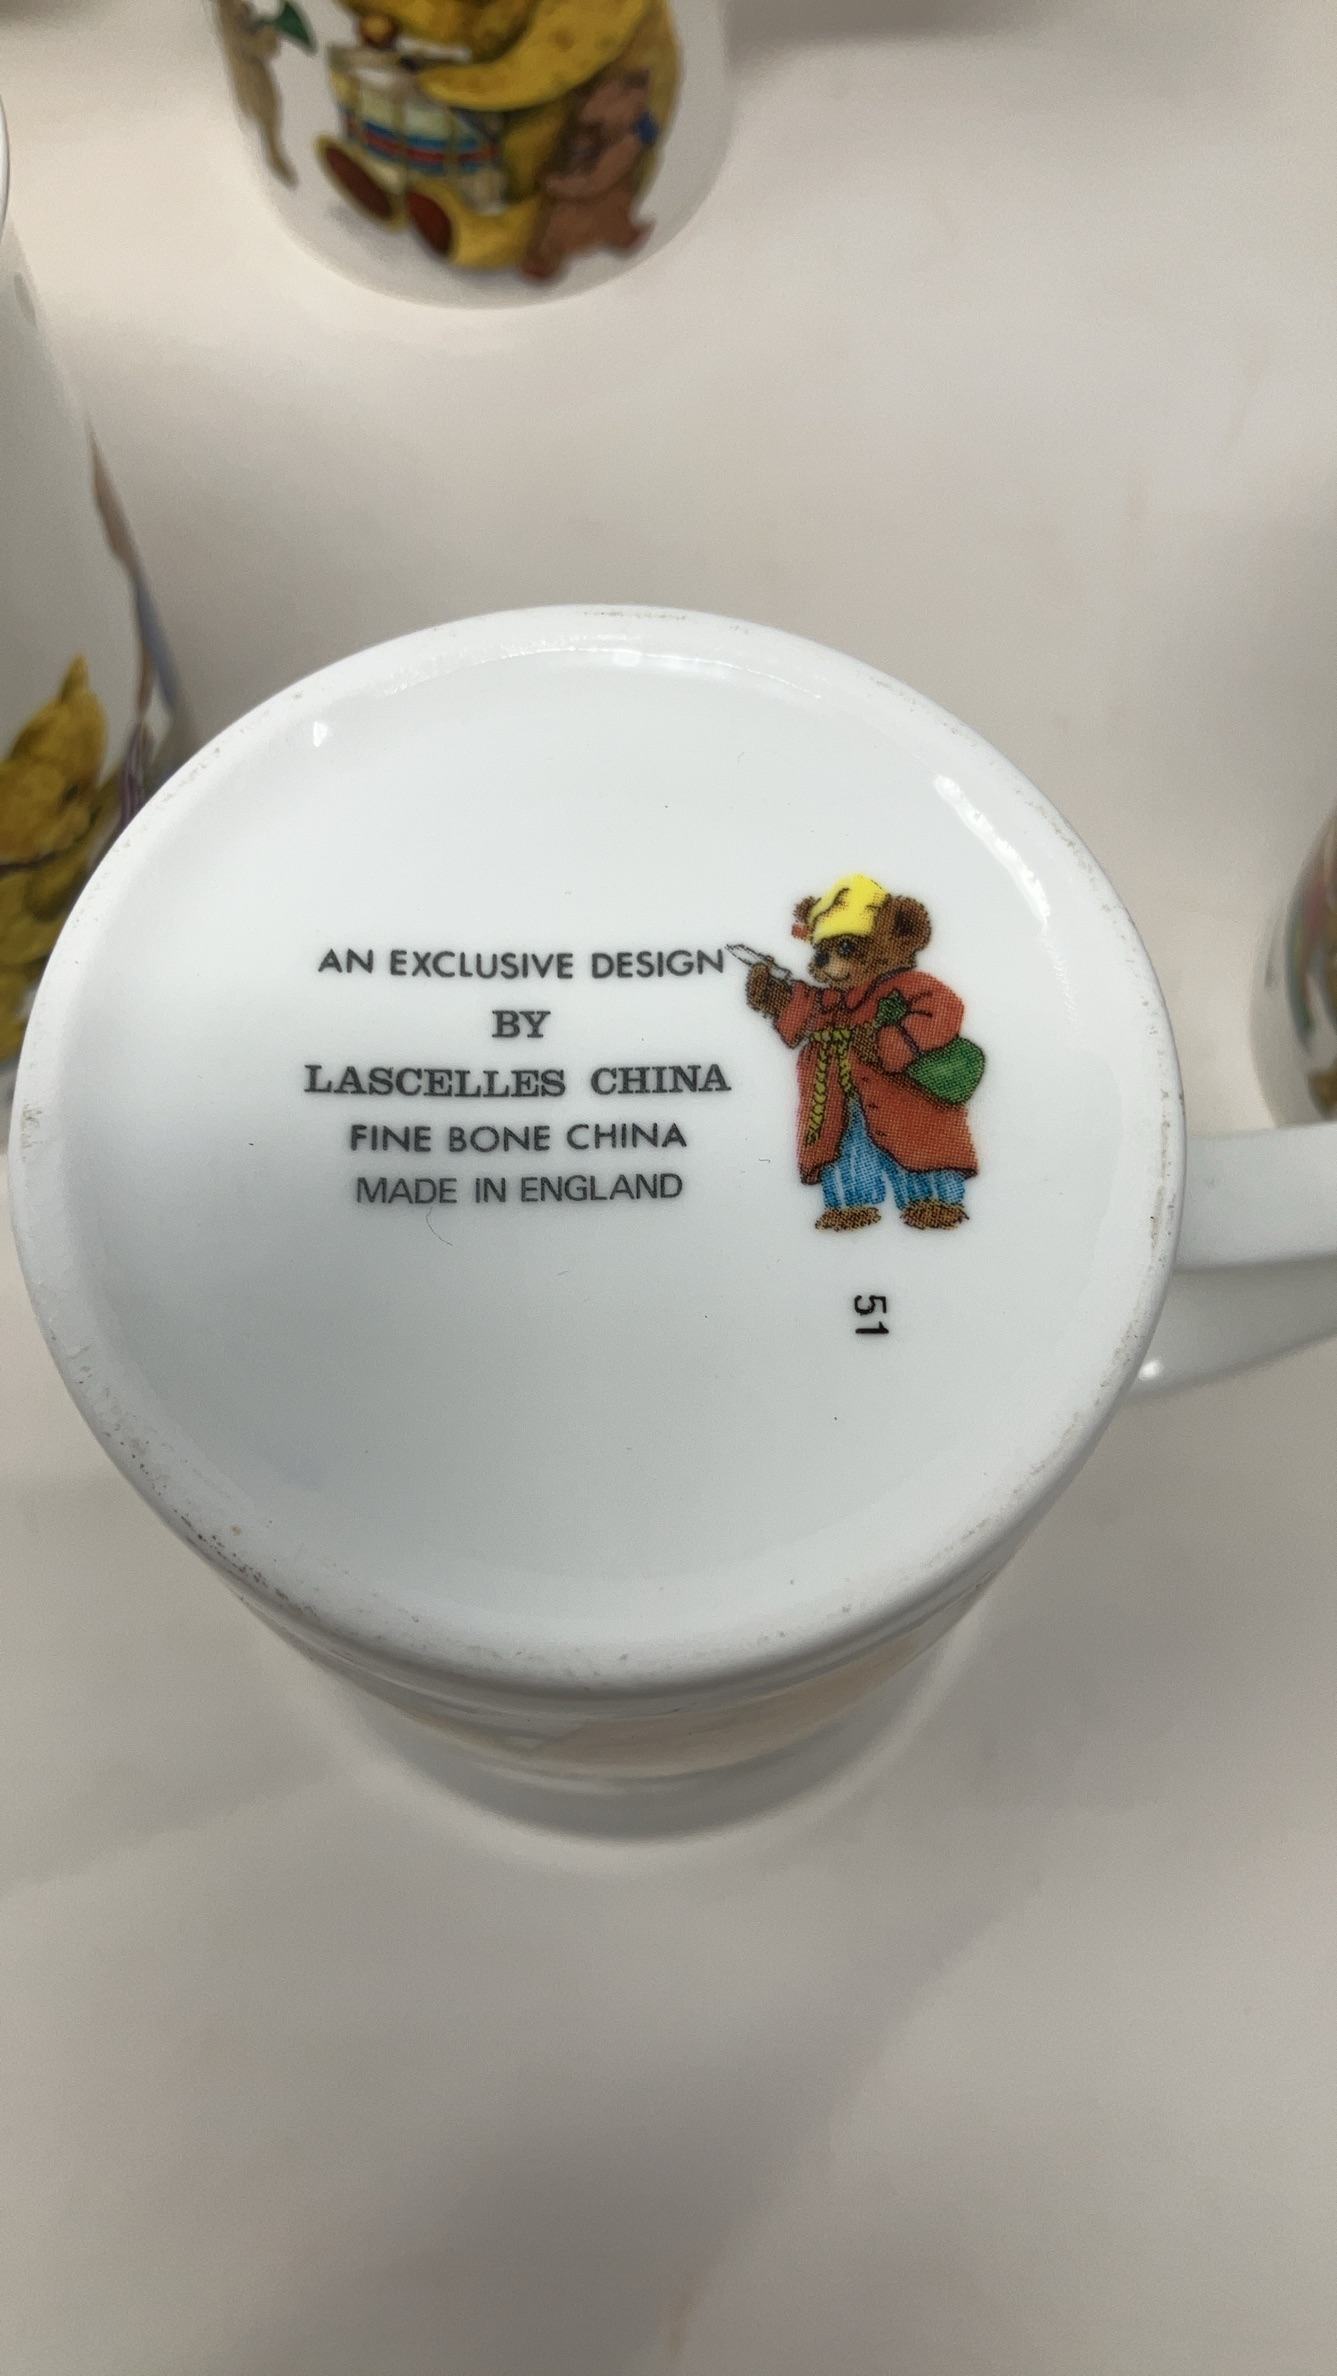 AN EXCLUSIVE DESIGN
BY
LASCELLES CHINA
FINE BONE CHINA
MADE IN ENGLAND
51